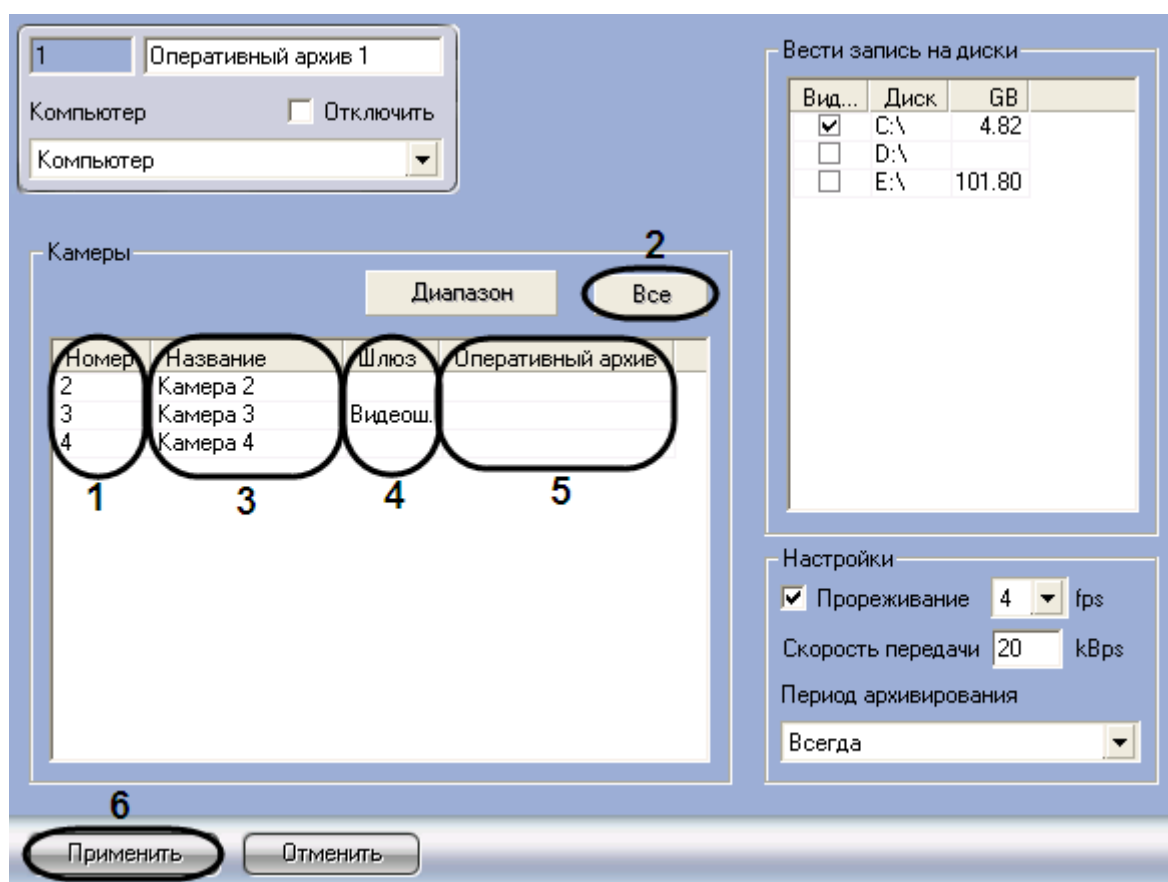 1 Оперативный архив 1
Компьютер Отключить
Компьютер
Камеры
2
Диапазон Все
Номер Название Шлюз Оперативный архив
2 Камера 2
3 Камера 3 Видеош.
4 Камера 4
1 3 4 5
Вести запись на диски
Вид... Диск GB
C:\ 4.82
D:\
E:\ 101.80
Настройки
Прореживание 4 fps
Скорость передачи 20 kBps
Период архивирования
Всегда
6
Применить Отменить